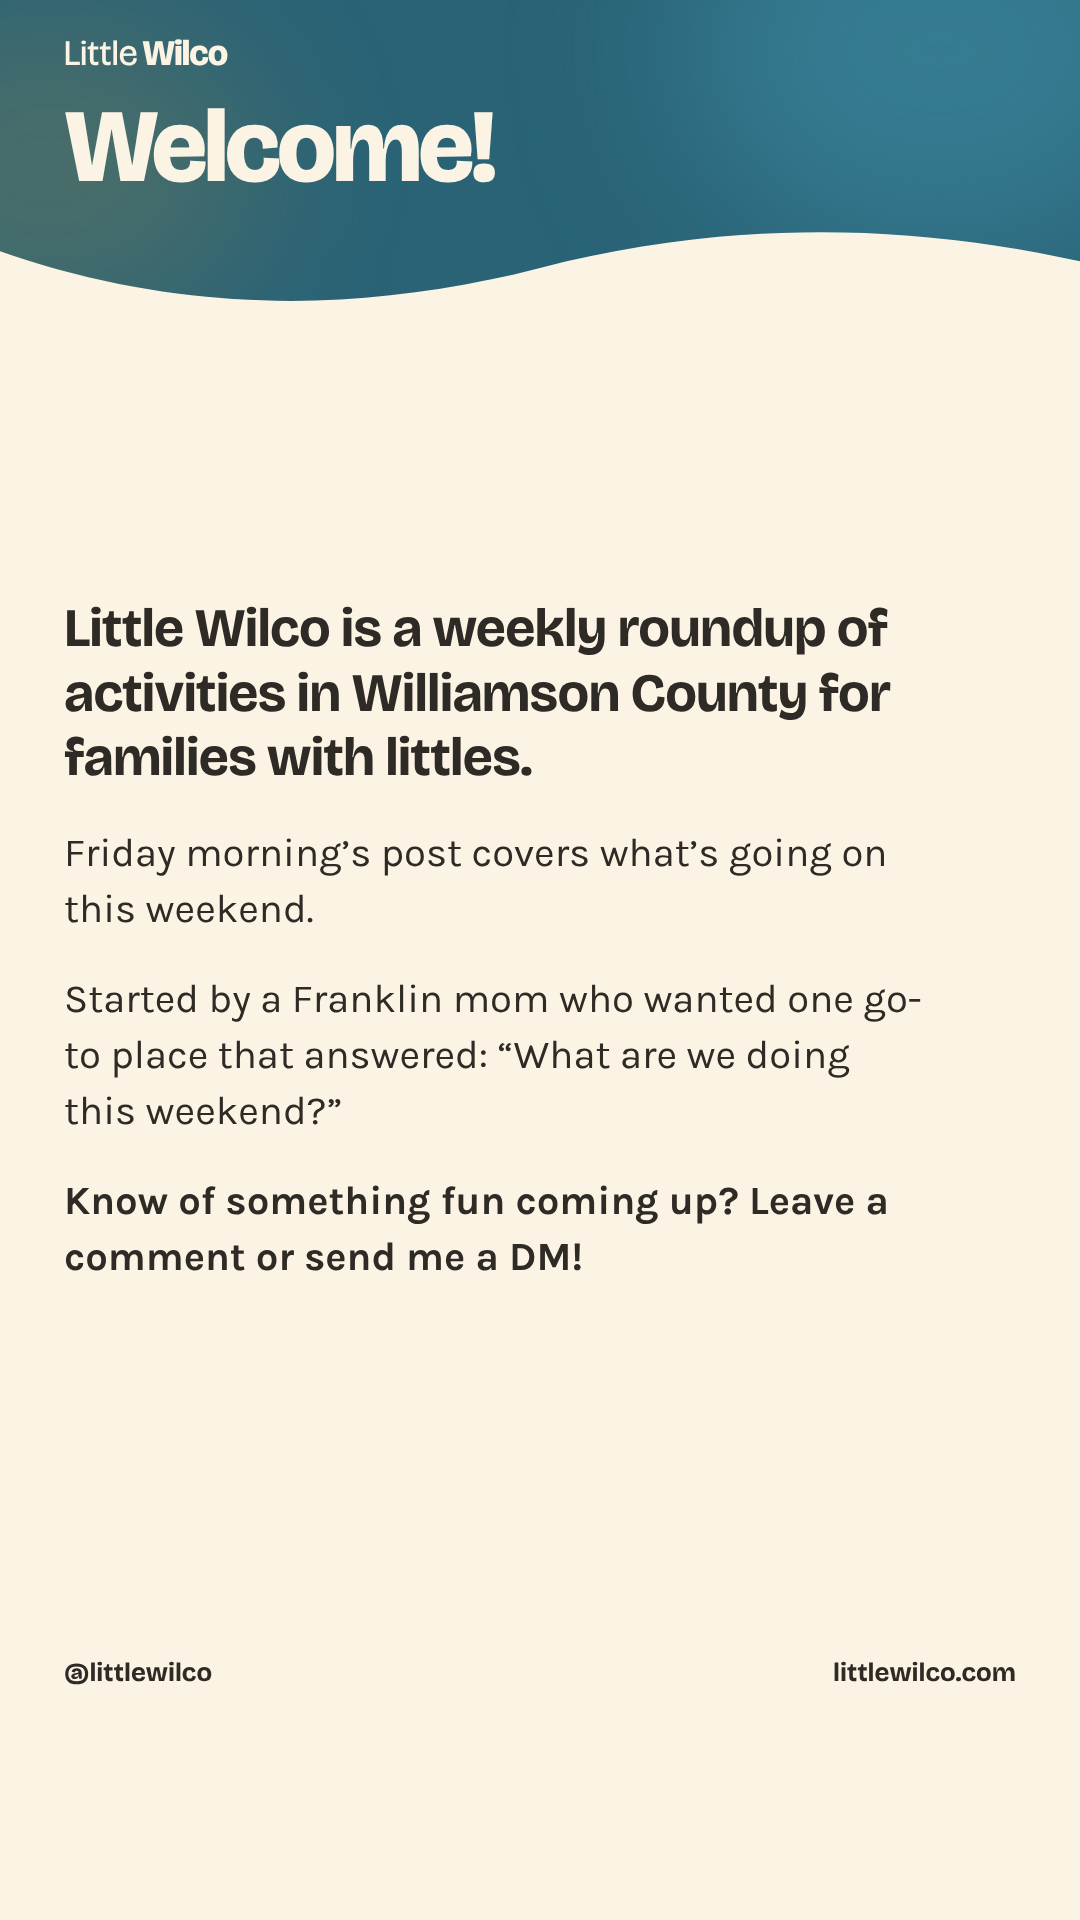 Little Wilco
Welcome!
Little Wilco is a weekly roundup of
activities in Williamson County for
families with littles.
Friday morning’s post covers what’s going on
this weekend.
Started by a Franklin mom who wanted one go-
to place that answered: “What are we doing
this weekend?”
Know of something fun coming up? Leave a
comment or send me a DM!
@littlewilco
littlewilco.com